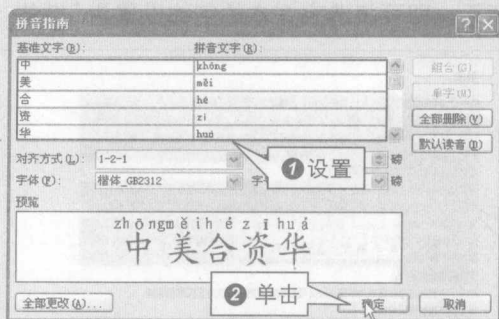 拼音指南
基准文字(B): 拼音文字(R):
中 zhōng 组合(G)
美 měi
合 hé 单字(M)
资 zī 全部删除(V)
华 huá 默认读音(D)
对齐方式(L): 1-2-1 磅
❶设置
字体(F): 楷体_GB2312 字 磅
预览
zhōngměihézīhuá
中美合资华
❷ 单击
全部更改(A)... 确定 取消